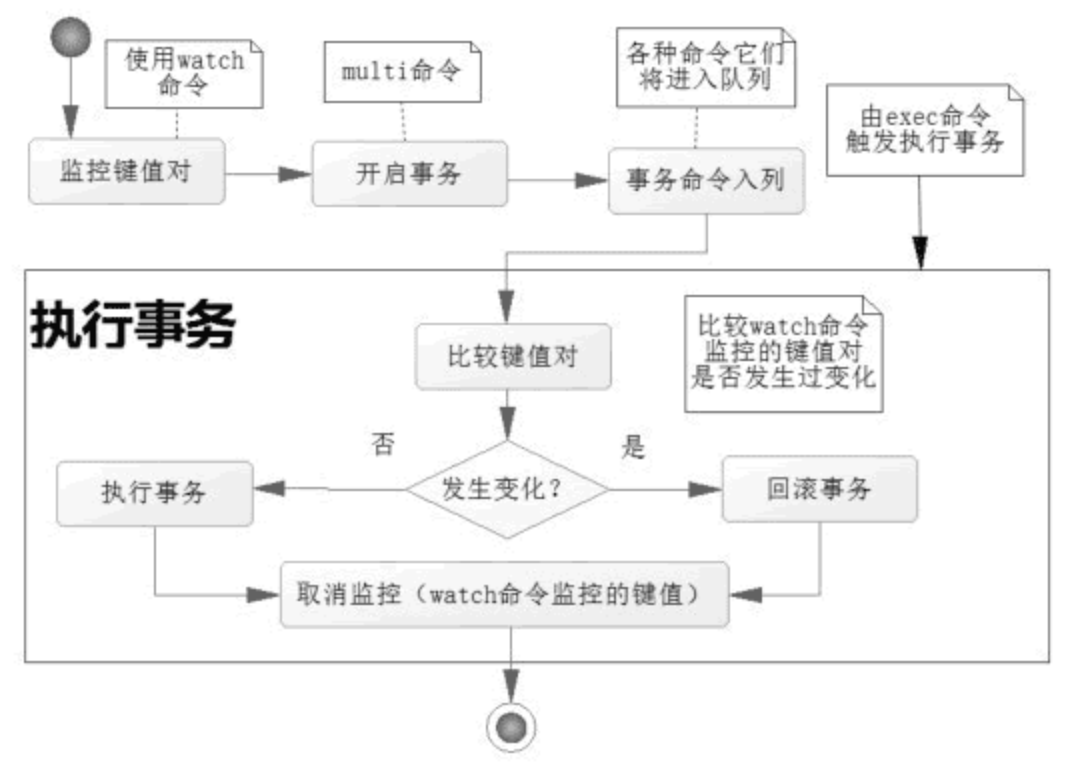 使用watch
命令
multi命令
各种命令它们
将进入队列
由exec命令
触发执行事务
监控键值对
开启事务
事务命令入列
执行事务
比较键值对
比较watch命令
监控的键值对
是否发生过变化
否
是
执行事务
发生变化？
回滚事务
取消监控（watch命令监控的键值）